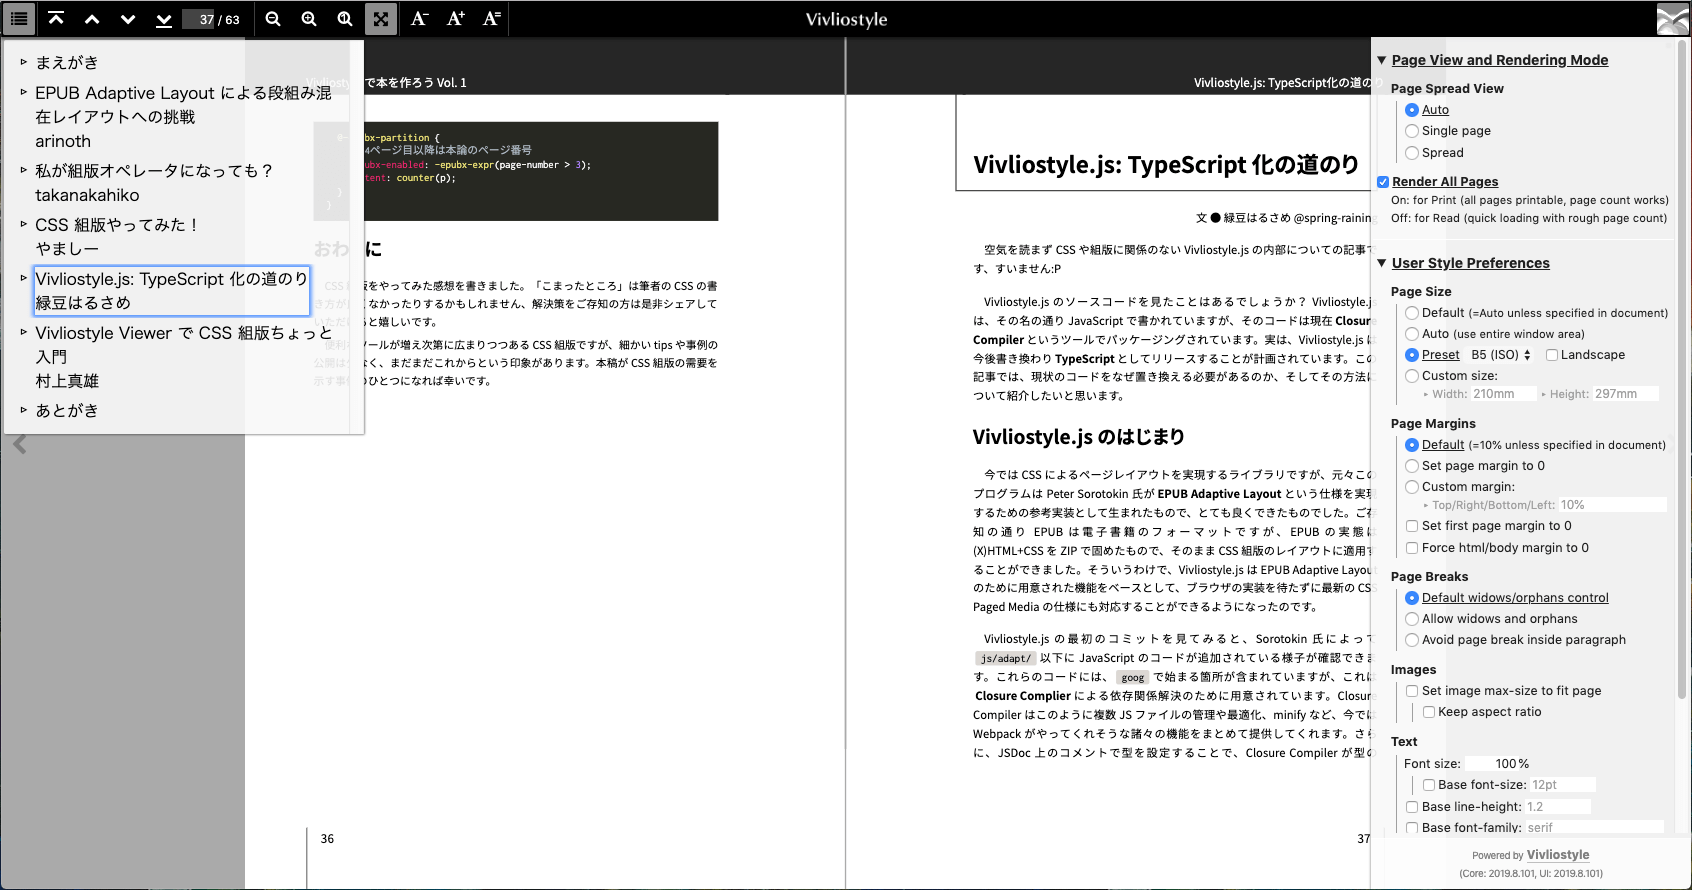 37 / 63
A-
A+
A=
Vivliostyle
まえがき
EPUB Adaptive Layout による段組み混
在レイアウトへの挑戦
arinoth
私が組版オペレータになっても？
takanakahiko
CSS 組版やってみた！
やましー
Vivliostyle.js: TypeScript 化の道のり
緑豆はるさめ
Vivliostyle Viewer で CSS 組版ちょっと
入門
村上真雄
あとがき
Vivliostyleで本を作ろう Vol. 1
bx-partition {
4ページ目以降は本論のページ番号
ubx-enabled: -epubx-expr(page-number > 3);
tent: counter(p);
}
}
おわりに
CSS 組版をやってみた感想を書きました。「こまったところ」は筆者の CSS の書
き方が良くなかったりするかもしれません、解決策をご存知の方は是非シェアして
いただけると嬉しいです。
便利なツールが増え次第に広まりつつある CSS 組版ですが、細かい tips や事例の
公開は少なく、まだまだこれからという印象があります。本稿が CSS 組版の需要を
示す事例のひとつになれば幸いです。
36
Vivliostyle.js: TypeScript化の道のり
Vivliostyle.js: TypeScript 化の道のり
文 ● 緑豆はるさめ @spring-raining
空気を読まず CSS や組版に関係のない Vivliostyle.js の内部についての記事で
す、すいません:P
Vivliostyle.js のソースコードを見たことはあるでしょうか？ Vivliostyle.js
は、その名の通り JavaScript で書かれていますが、そのコードは現在 Closure
Compiler というツールでパッケージングされています。実は、Vivliostyle.js は
今後書き換わり TypeScript としてリリースすることが計画されています。この
記事では、現状のコードをなぜ置き換える必要があるのか、そしてその方法に
ついて紹介したいと思います。
Vivliostyle.js のはじまり
今では CSS によるページレイアウトを実現するライブラリですが、元々この
プログラムは Peter Sorotokin 氏が EPUB Adaptive Layout という仕様を実現
するための参考実装として生まれたもので、とても良くできたものでした。ご存
知の通り EPUB は電子書籍のフォーマットですが、EPUB の実態は
(X)HTML+CSS を ZIP で固めたもので、そのまま CSS 組版のレイアウトに適用す
ることができました。そういうわけで、Vivliostyle.js は EPUB Adaptive Layout
のために用意された機能をベースとして、ブラウザの実装を待たずに最新の CSS
Paged Media の仕様にも対応することができるようになったのです。
Vivliostyle.js の最初のコミットを見てみると、Sorotokin 氏によって
js/adapt/ 以下に JavaScript のコードが追加されている様子が確認できま
す。これらのコードには、 goog で始まる箇所が含まれていますが、これは
Closure Complier による依存関係解決のために用意されています。Closure
Compiler はこのように複数 JS ファイルの管理や最適化、minify など、今では
Webpack がやってくれそうな諸々の機能をまとめて提供してくれます。さら
に、JSDoc 上のコメントで型を設定することで、Closure Compiler が型の
37
Page View and Rendering Mode
Page Spread View
Auto
Single page
Spread
Render All Pages
On: for Print (all pages printable, page count works)
Off: for Read (quick loading with rough page count)
User Style Preferences
Page Size
Default (=Auto unless specified in document)
Auto (use entire window area)
Preset B5 (ISO) Landscape
Custom size:
Width: 210mm Height: 297mm
Page Margins
Default (=10% unless specified in document)
Set page margin to 0
Custom margin:
Top/Right/Bottom/Left: 10%
Set first page margin to 0
Force html/body margin to 0
Page Breaks
Default widows/orphans control
Allow widows and orphans
Avoid page break inside paragraph
Images
Set image max-size to fit page
Keep aspect ratio
Text
Font size: 100%
Base font-size: 12pt
Base line-height: 1.2
Base font-family: serif
Powered by Vivliostyle
(Core: 2019.8.101, UI: 2019.8.101)